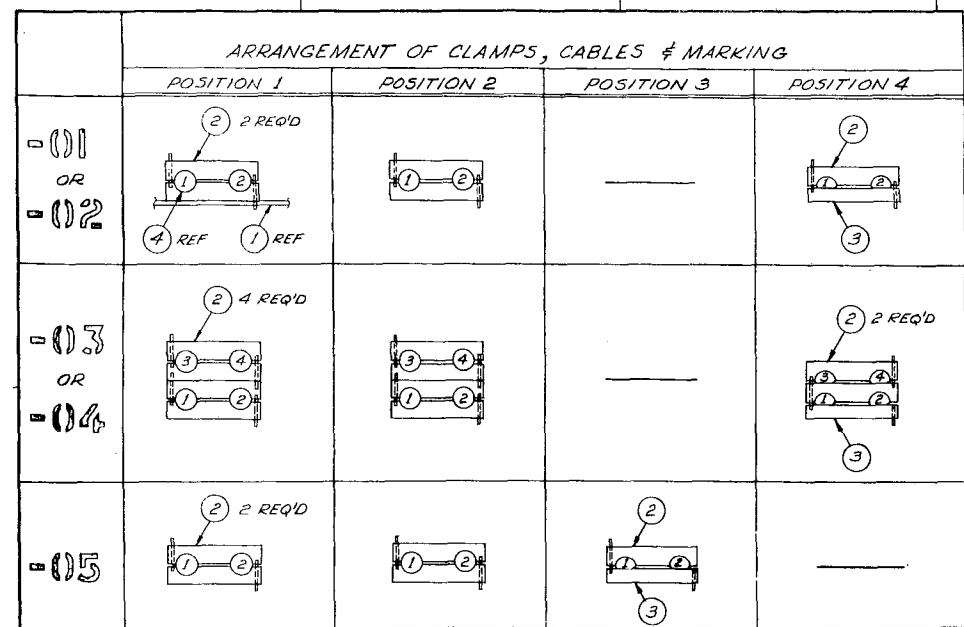 ARRANGEMENT OF CLAMPS, CABLES & MARKING
POSITION 1 POSITION 2 POSITION 3 POSITION 4
-01
OR
-02
2 2 REQ'D
1 2
4 REF 1 REF
1 2
2
1 2
3
-03
OR
-04
2 4 REQ'D
3 4
1 2
3 4
1 2
2 2 REQ'D
3 4
1 2
3
-05
2 2 REQ'D
1 2
1 2
2
1 2
3